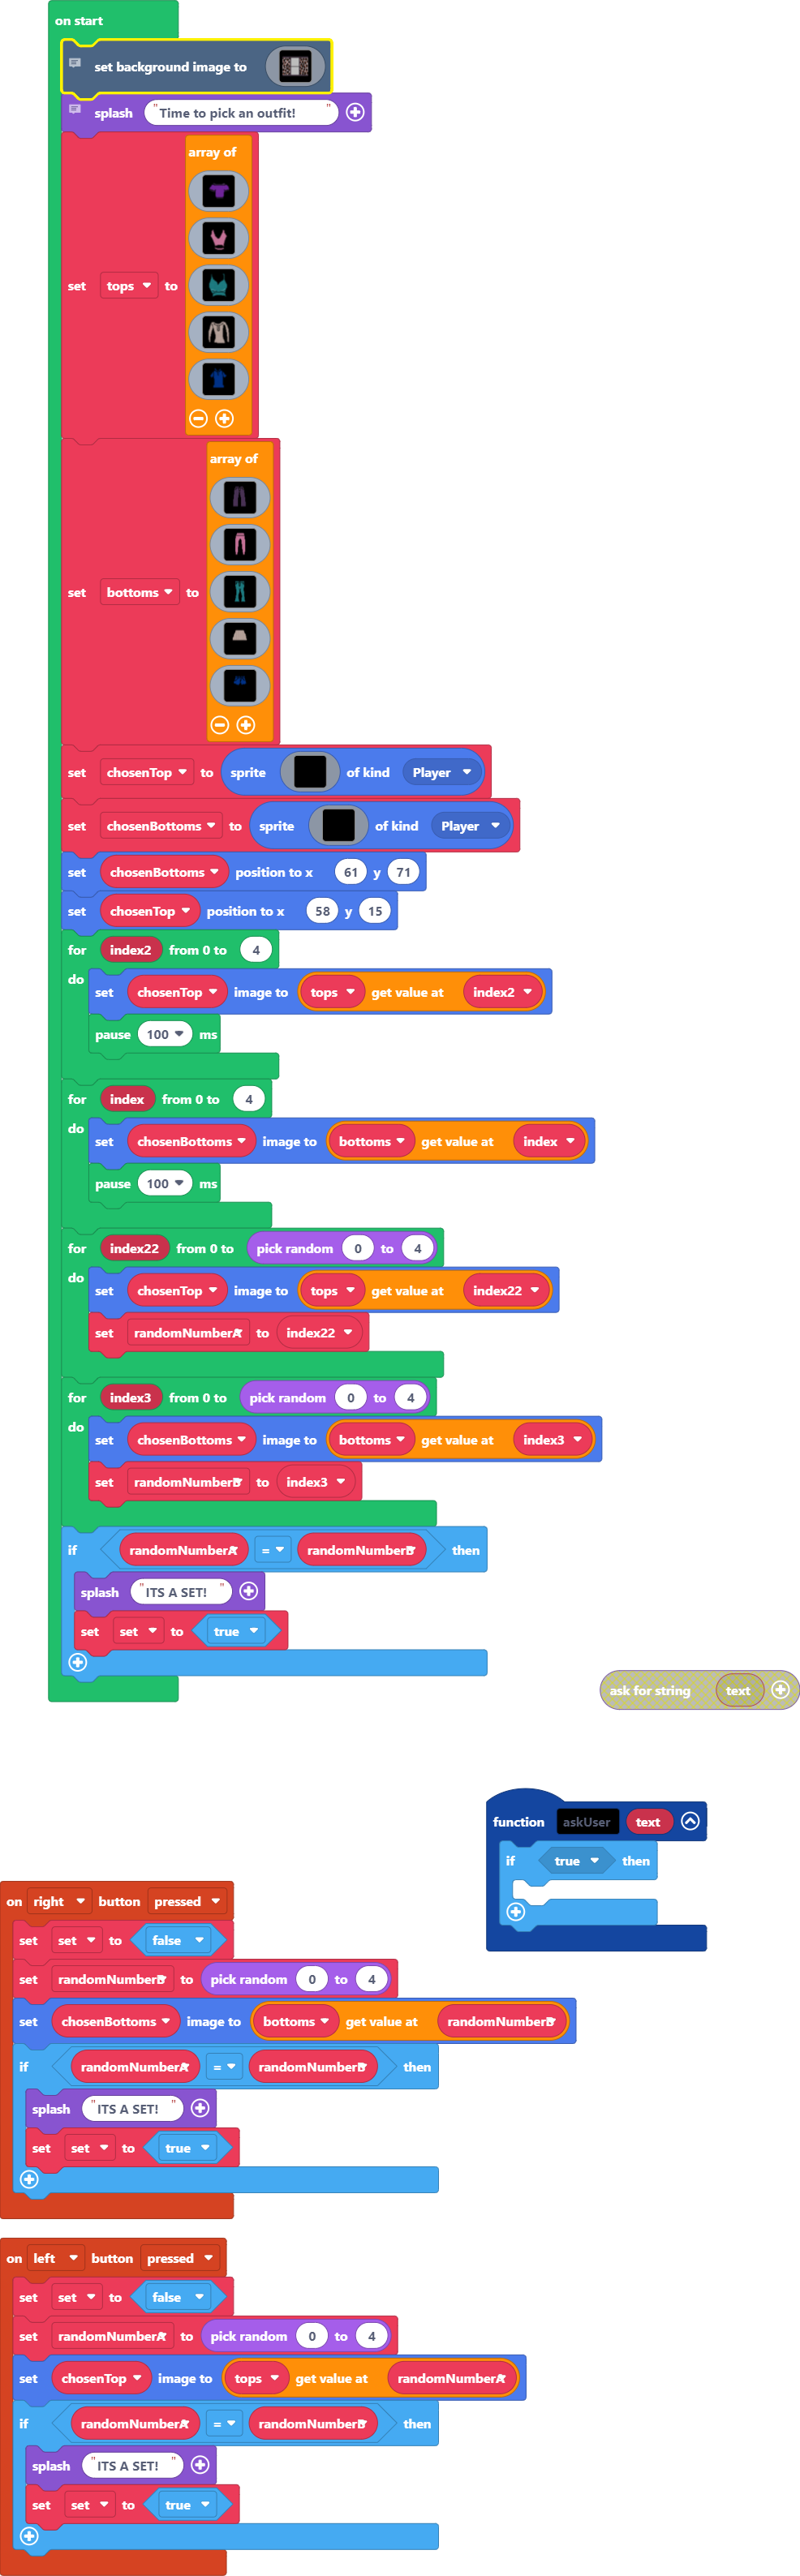 on start
set background image to
splash "Time to pick an outfit!"
array of
set tops to
array of
set bottoms to
set chosenTop to sprite of kind Player
set chosenBottoms to sprite of kind Player
set chosenBottoms position to x 61 y 71
set chosenTop position to x 58 y 15
for index2 from 0 to 4
do
set chosenTop image to tops get value at index2
pause 100 ms
for index from 0 to 4
do
set chosenBottoms image to bottoms get value at index
pause 100 ms
for index22 from 0 to pick random 0 to 4
do
set chosenTop image to tops get value at index22
set randomNumberA to index22
for index3 from 0 to pick random 0 to 4
do
set chosenBottoms image to bottoms get value at index3
set randomNumberB to index3
if randomNumberA = randomNumberB then
splash "ITS A SET!"
set set to true
ask for string text
function askUser text
if true then
on right button pressed
set set to false
set randomNumberB to pick random 0 to 4
set chosenBottoms image to bottoms get value at randomNumberB
if randomNumberA = randomNumberB then
splash "ITS A SET!"
set set to true
on left button pressed
set set to false
set randomNumberA to pick random 0 to 4
set chosenTop image to tops get value at randomNumberA
if randomNumberA = randomNumberB then
splash "ITS A SET!"
set set to true